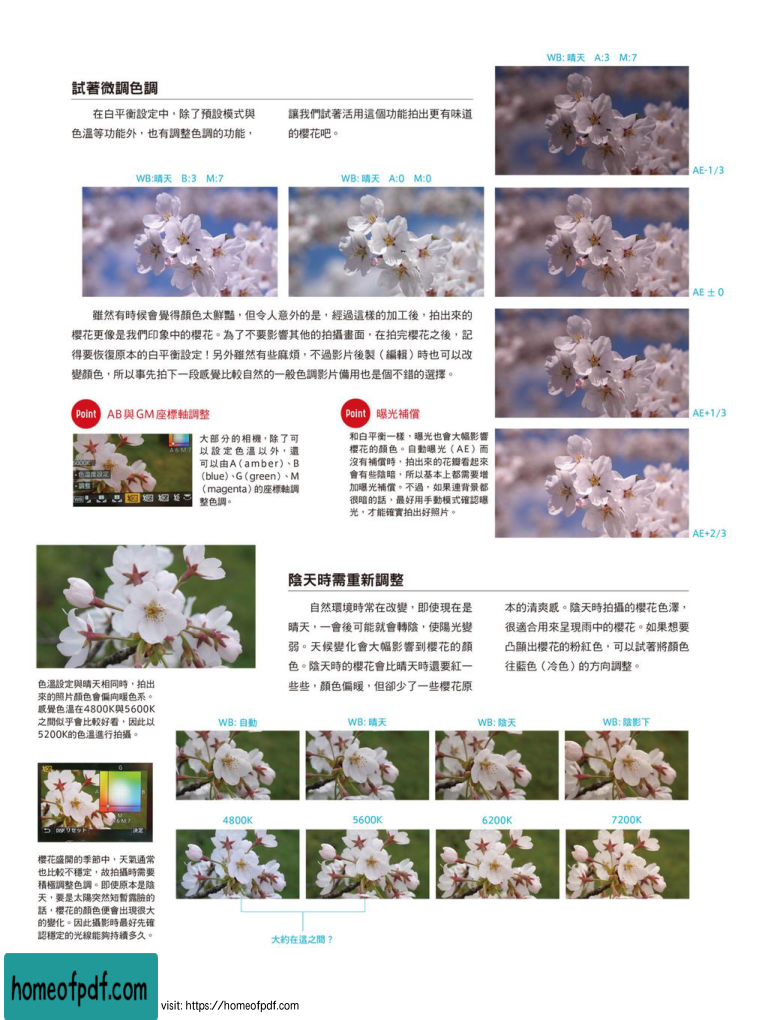 WB: 晴天 A:3 M:7
試著微調色調
在白平衡設定中，除了預設模式與
色溫等功能外，也有調整色調的功能，
讓我們試著活用這個功能拍出更有味道
的櫻花吧。
AE-1/3
WB:晴天 B:3 M:7
WB: 晴天 A:0 M:0
AE ± 0
雖然有時候會覺得顏色太鮮豔，但令人意外的是，經過這樣的加工後，拍出來的
櫻花更像是我們印象中的櫻花。為了不要影響其他的拍攝畫面，在拍完櫻花之後，記
得要恢復原本的白平衡設定！另外雖然有些麻煩，不過影片後製（編輯）時也可以改
變顏色，所以事先拍下一段感覺比較自然的一般色調影片備用也是個不錯的選擇。
AE+1/3
Point AB與GM座標軸調整
大部分的相機，除了可
以設定色溫以外，還
可以由A（amber）、B
（blue）、G（green）、M
（magenta）的座標軸調
整色調。
Point 曝光補償
和白平衡一樣，曝光也會大幅影響
櫻花的顏色。自動曝光（AE）而
沒有補償時，拍出來的花瓣看起來
會有些陰暗，所以基本上都需要增
加曝光補償。不過，如果連背景都
很暗的話，最好用手動模式確認曝
光，才能確實拍出好照片。
AE+2/3
陰天時需重新調整
自然環境時常在改變，即使現在是
晴天，一會後可能就會轉陰，使陽光變
弱。天候變化會大幅影響到櫻花的顏
色。陰天時的櫻花會比晴天時還要紅一
些些，顏色偏暖，但卻少了一些櫻花原
本的清爽感。陰天時拍攝的櫻花色澤，
很適合用來呈現雨中的櫻花。如果想要
凸顯出櫻花的粉紅色，可以試著將顏色
往藍色（冷色）的方向調整。
色溫設定與晴天相同時，拍出
來的照片顏色會偏向暖色系。
感覺色溫在4800K與5600K
之間似乎會比較好看，因此以
5200K的色溫進行拍攝。
WB: 自動
WB: 晴天
WB: 陰天
WB: 陰影下
G
A
B
M
DISP.リセット
決定
4800K
5600K
6200K
7200K
櫻花盛開的季節中，天氣通常
也比較不穩定，故拍攝時需要
積極調整色調。即使原本是陰
天，要是太陽突然短暫露臉的
話，櫻花的顏色便會出現很大
的變化。因此攝影時最好先確
認穩定的光線能夠持續多久。
大約在這之間？
homeofpdf.com
visit: https://homeofpdf.com